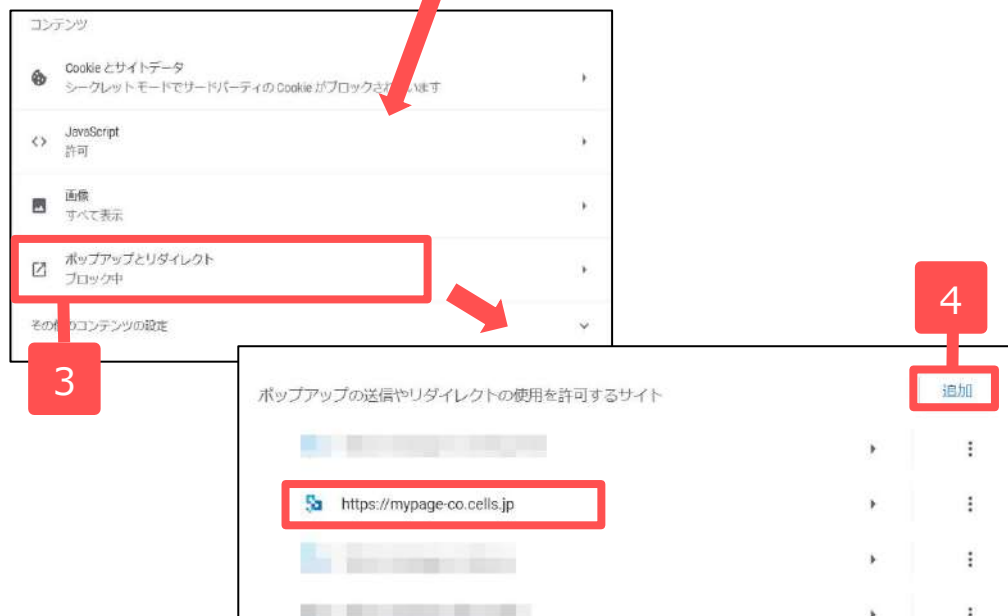 コンテンツ
Cookie とサイトデータ
シークレット モードでサードパーティの Cookie がブロックされています
JavaScript
許可
画像
すべて表示
ポップアップとリダイレクト
ブロック中
その他のコンテンツの設定
3
4
ポップアップの送信やリダイレクトの使用を許可するサイト
追加
https://mypage-co.cells.jp